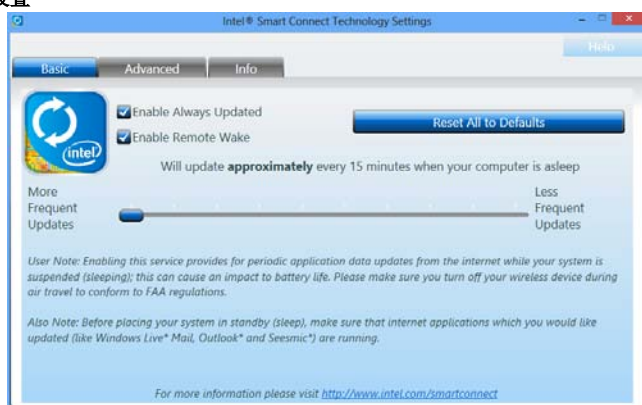 设置
Intel® Smart Connect Technology Settings
Help
Basic
Advanced
Info
Enable Always Updated
Enable Remote Wake
Reset All to Defaults
intel
Will update approximately every 15 minutes when your computer is asleep
More
Frequent
Updates
Less
Frequent
Updates
User Note: Enabling this service provides for periodic application data updates from the internet while your system is
suspended (sleeping); this can cause an impact to battery life. Please make sure you turn off your wireless device during
air travel to conform to FAA regulations.
Also Note: Before placing your system in standby (sleep), make sure that internet applications which you would like
updated (like Windows Live* Mail, Outlook* and Seesmic*) are running.
For more information please visit http://www.intel.com/smartconnect